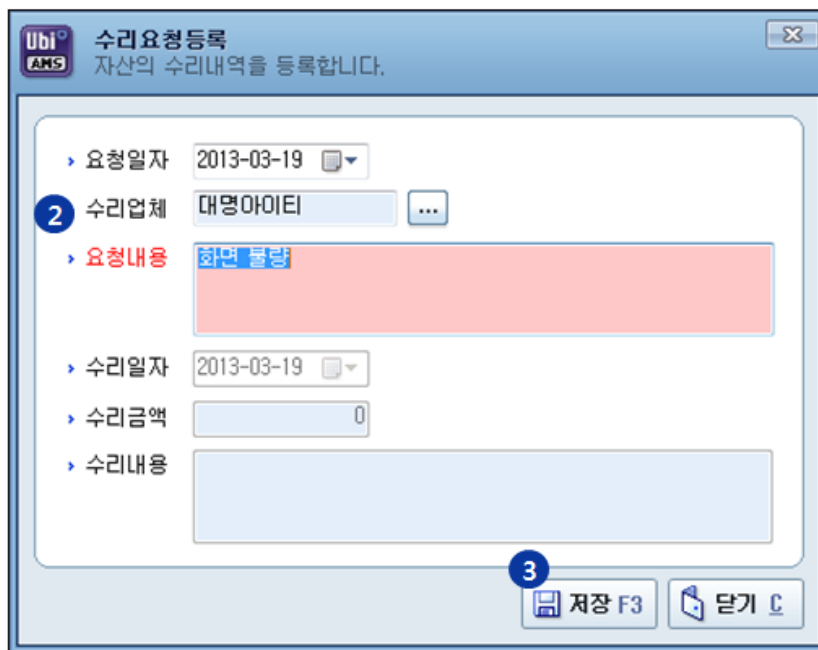 Ubi
AMS
수리요청등록
자산의 수리내역을 등록합니다.
요청일자 2013-03-19
2 수리업체 대명아이티 ...
요청내용 화면 불량
수리일자 2013-03-19
수리금액 0
수리내용
3
저장 F3 닫기 C